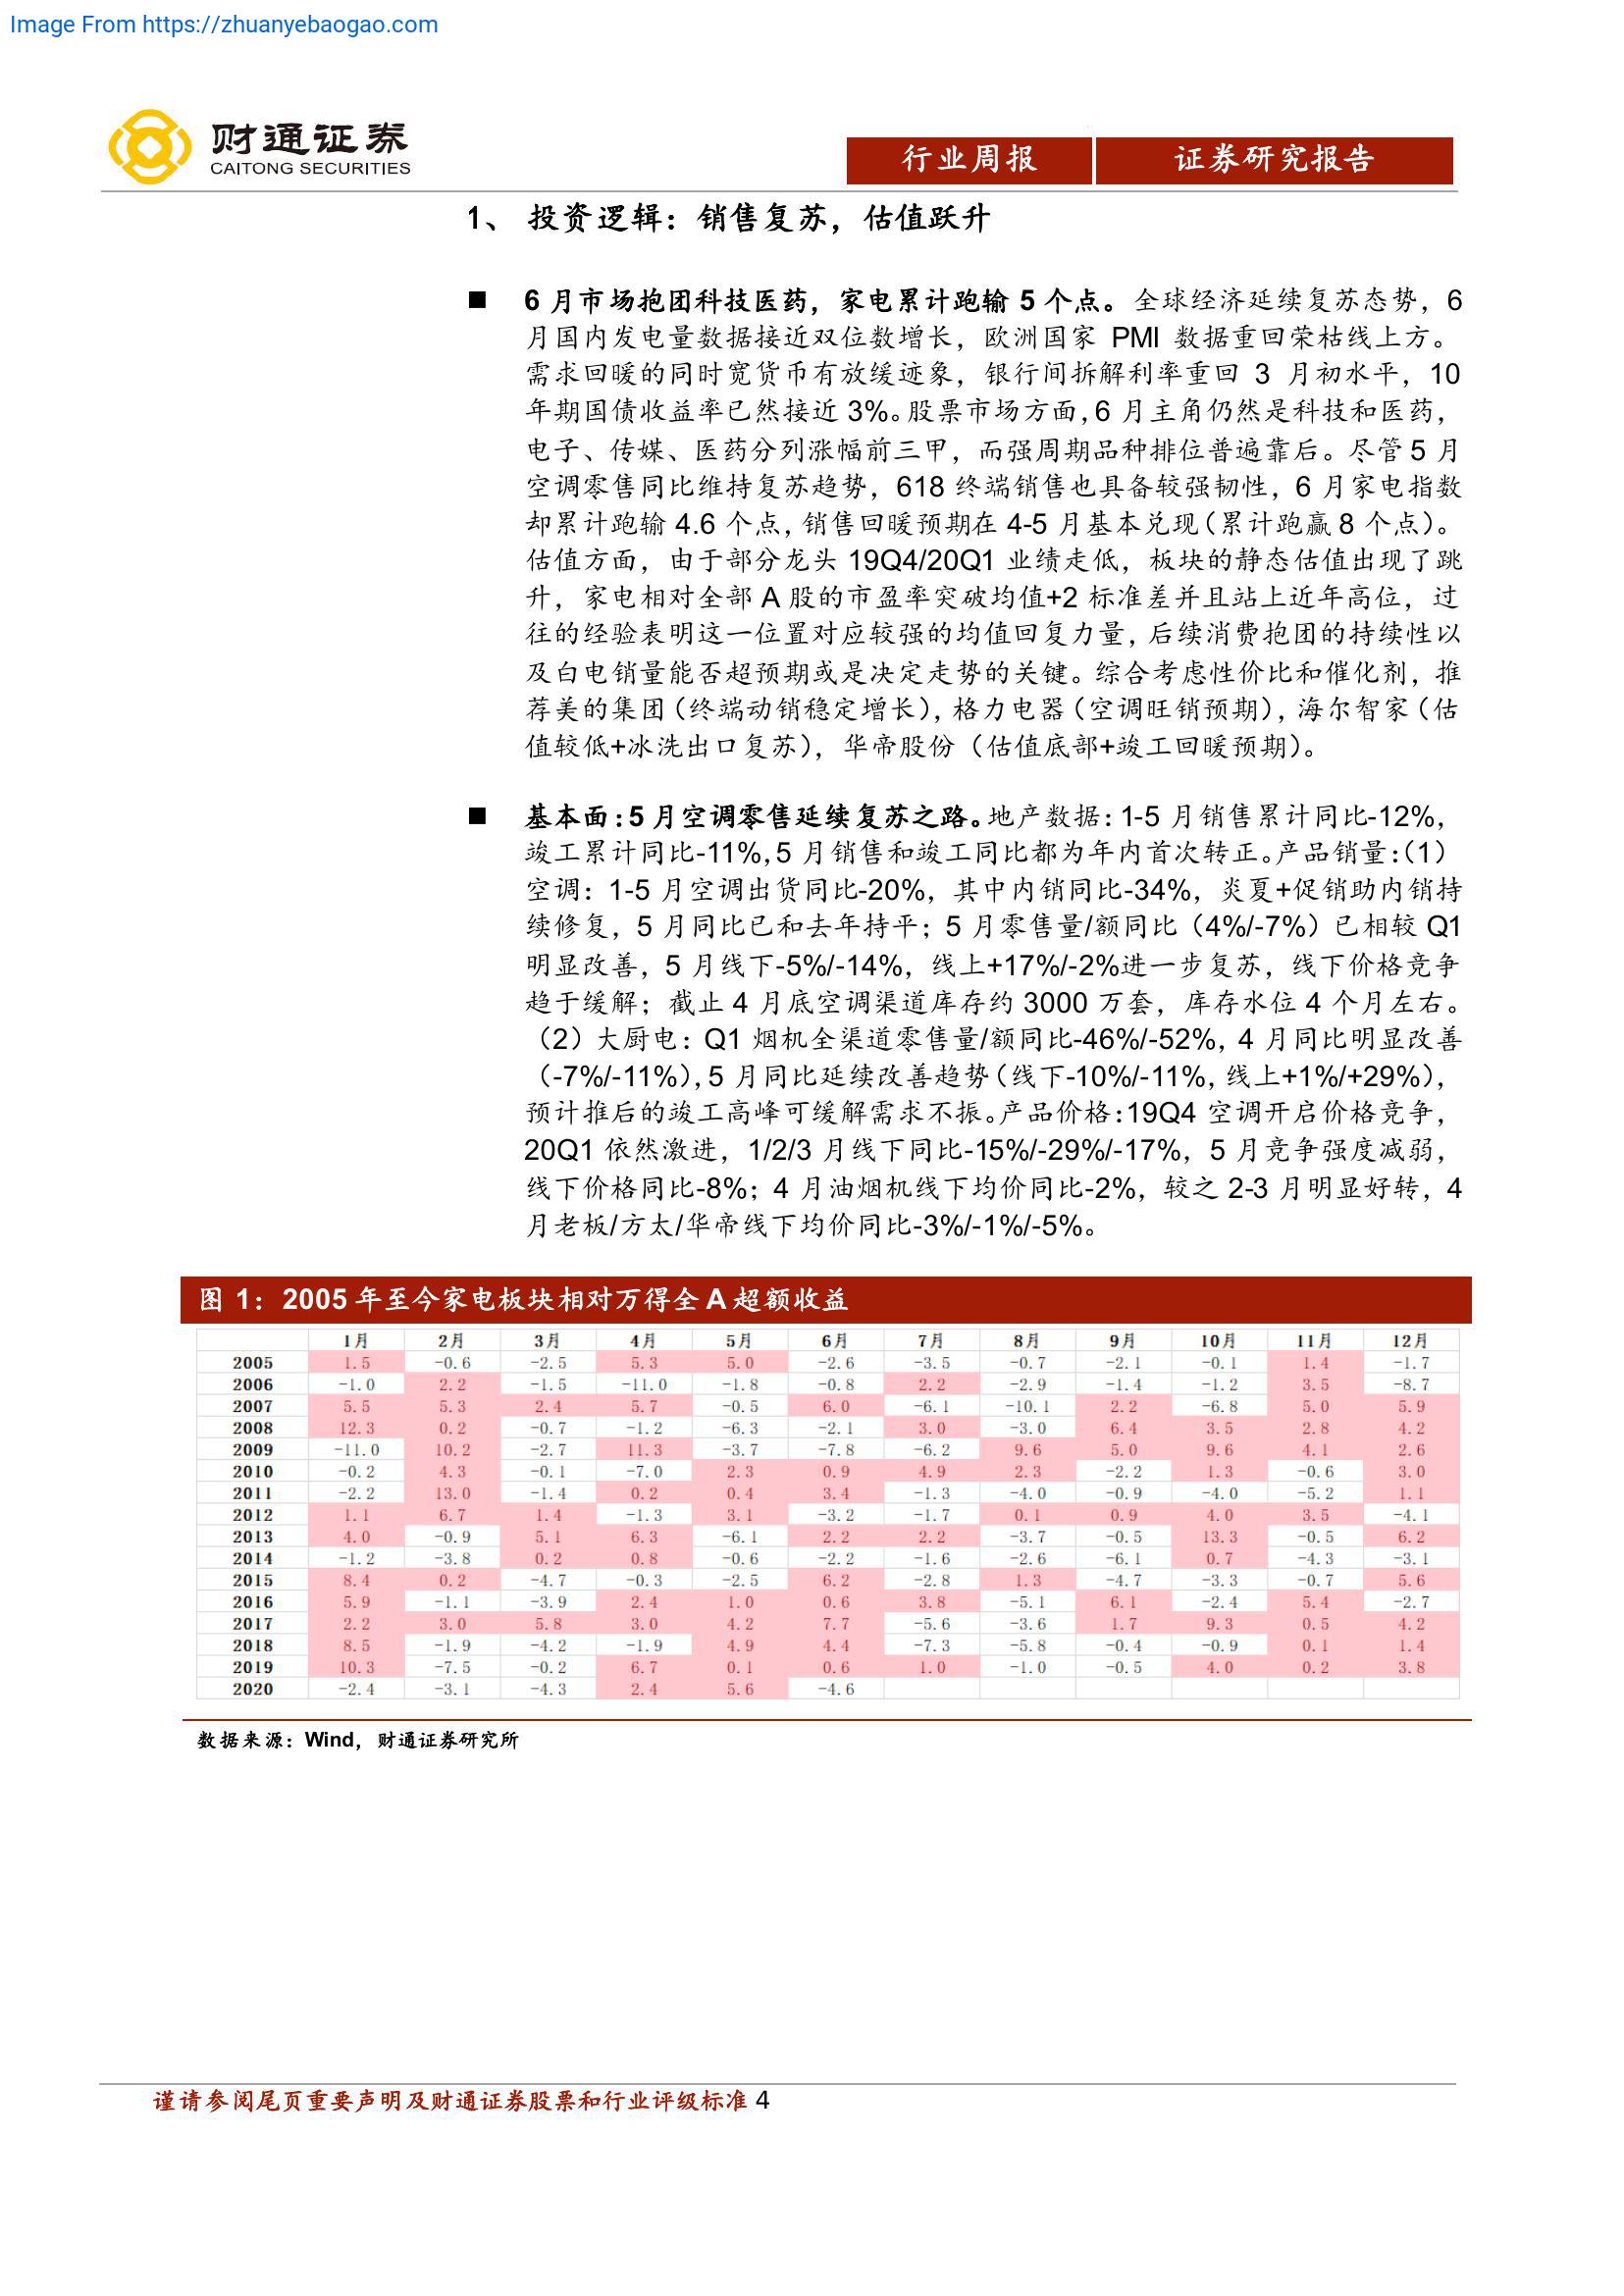 Image From https://zhuanyebaogao.com
财通证券
CAITONG SECURITIES
行业周报
证券研究报告
1、 投资逻辑：销售复苏，估值跃升
■ 6 月市场抱团科技医药，家电累计跑输 5 个点。全球经济延续复苏态势，6
月国内发电量数据接近双位数增长，欧洲国家 PMI 数据重回荣枯线上方。
需求回暖的同时宽货币有放缓迹象，银行间拆解利率重回 3 月初水平，10
年期国债收益率已然接近 3%。股票市场方面，6 月主角仍然是科技和医药，
电子、传媒、医药分列涨幅前三甲，而强周期品种排位普遍靠后。尽管 5 月
空调零售同比维持复苏趋势，618 终端销售也具备较强韧性，6 月家电指数
却累计跑输 4.6 个点，销售回暖预期在 4-5 月基本兑现（累计跑赢 8 个点）。
估值方面，由于部分龙头 19Q4/20Q1 业绩走低，板块的静态估值出现了跳
升，家电相对全部 A 股的市盈率突破均值+2 标准差并且站上近年高位，过
往的经验表明这一位置对应较强的均值回复力量，后续消费抱团的持续性以
及白电销量能否超预期或是决定走势的关键。综合考虑性价比和催化剂，推
荐美的集团（终端动销稳定增长），格力电器（空调旺销预期），海尔智家（估
值较低+冰洗出口复苏），华帝股份（估值底部+竣工回暖预期）。
■ 基本面：5 月空调零售延续复苏之路。地产数据：1-5 月销售累计同比-12%，
竣工累计同比-11%，5 月销售和竣工同比都为年内首次转正。产品销量：（1）
空调：1-5 月空调出货同比-20%，其中内销同比-34%，炎夏+促销助内销持
续修复，5 月同比已和去年持平；5 月零售量/额同比（4%/-7%）已相较 Q1
明显改善，5 月线下-5%/-14%，线上+17%/-2%进一步复苏，线下价格竞争
趋于缓解；截止 4 月底空调渠道库存约 3000 万套，库存水位 4 个月左右。
（2）大厨电：Q1 烟机全渠道零售量/额同比-46%/-52%，4 月同比明显改善
（-7%/-11%），5 月同比延续改善趋势（线下-10%/-11%，线上+1%/+29%），
预计推后的竣工高峰可缓解需求不振。产品价格：19Q4 空调开启价格竞争，
20Q1 依然激进，1/2/3 月线下同比-15%/-29%/-17%，5 月竞争强度减弱，
线下价格同比-8%；4 月油烟机线下均价同比-2%，较之 2-3 月明显好转，4
月老板/方太/华帝线下均价同比-3%/-1%/-5%。
图 1：2005 年至今家电板块相对万得全 A 超额收益
1月 2月 3月 4月 5月 6月 7月 8月 9月 10月 11月 12月
2005 1.5 -0.6 -2.5 5.3 5.0 -2.6 -3.5 -0.7 -2.1 -0.1 1.4 -1.7
2006 -1.0 2.2 -1.5 -11.0 -1.8 -0.8 2.2 -2.9 -1.4 -1.2 3.5 -8.7
2007 5.5 5.3 2.4 5.7 -0.5 6.0 -6.1 -10.1 2.2 -6.8 5.0 5.9
2008 12.3 0.2 -0.7 -1.2 -6.3 -2.1 3.0 -3.0 6.4 3.5 2.8 4.2
2009 -11.0 10.2 -2.7 11.3 -3.7 -7.8 -6.2 9.6 5.0 9.6 4.1 2.6
2010 -0.2 4.3 -0.1 -7.0 2.3 0.9 4.9 2.3 -2.2 1.3 -0.6 3.0
2011 -2.2 13.0 -1.4 0.2 0.4 3.4 -1.3 -4.0 -0.9 -4.0 -5.2 1.1
2012 1.1 6.7 1.4 -1.3 3.1 -3.2 -1.7 0.1 0.9 4.0 3.5 -4.1
2013 4.0 -0.9 5.1 6.3 -6.1 2.2 2.2 -3.7 -0.5 13.3 -0.5 6.2
2014 -1.2 -3.8 0.2 0.8 -0.6 -2.2 -1.6 -2.6 -6.1 0.7 -4.3 -3.1
2015 8.4 0.2 -4.7 -0.3 -2.5 6.2 -2.8 1.3 -4.7 -3.3 -0.7 5.6
2016 5.9 -1.1 -3.9 2.4 1.0 0.6 3.8 -5.1 6.1 -2.4 5.4 -2.7
2017 2.2 3.0 5.8 3.0 4.2 7.7 -5.6 -3.6 1.7 9.3 0.5 4.2
2018 8.5 -1.9 -4.2 -1.9 4.9 4.4 -7.3 -5.8 -0.4 -0.9 0.1 1.4
2019 10.3 -7.5 -0.2 6.7 0.1 0.6 1.0 -1.0 -0.5 4.0 0.2 3.8
2020 -2.4 -3.1 -4.3 2.4 5.6 -4.6
数据来源：Wind，财通证券研究所
谨请参阅尾页重要声明及财通证券股票和行业评级标准 4